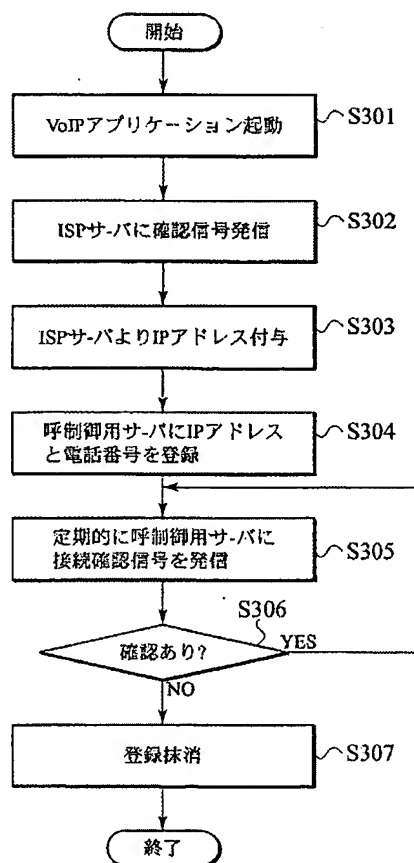 開始
VoIPアプリケーション起動
S301
ISPサーバに確認信号発信
S302
ISPサーバよりIPアドレス付与
S303
呼制御用サーバにIPアドレス
と電話番号を登録
S304
定期的に呼制御用サーバに
接続確認信号を発信
S305
S306
確認あり?
YES
NO
登録抹消
S307
終了